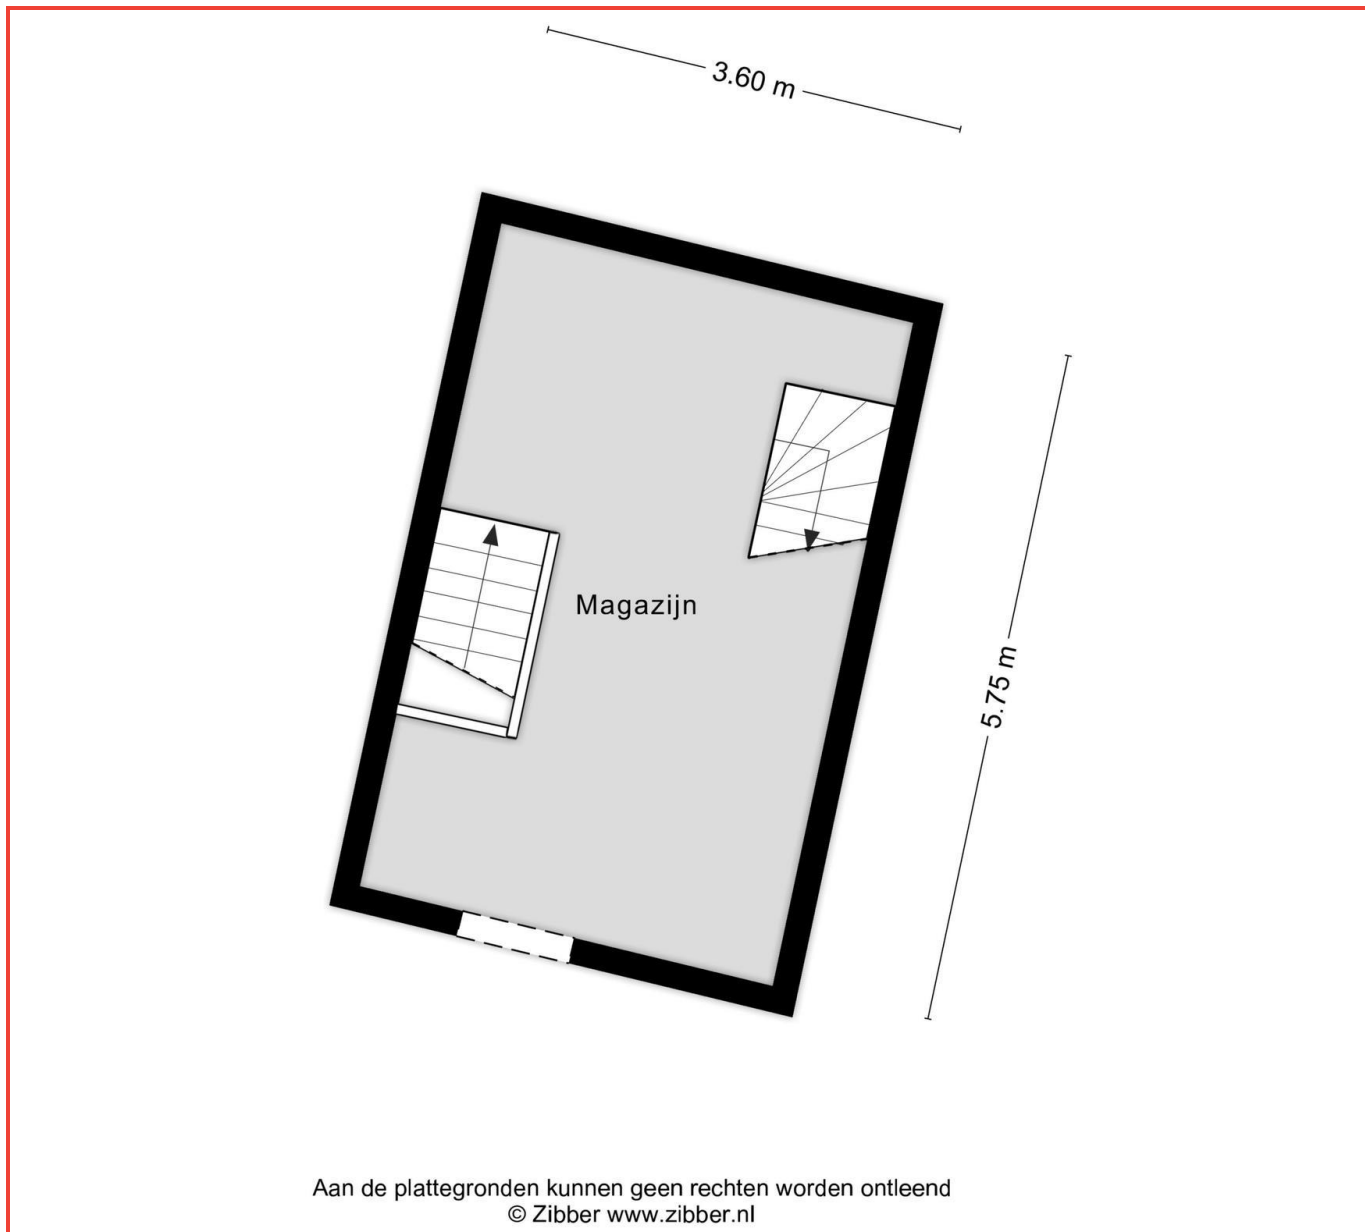 3.60 m
Magazijn
5.75 m
Aan de plattegronden kunnen geen rechten worden ontleend
© Zibber www.zibber.nl